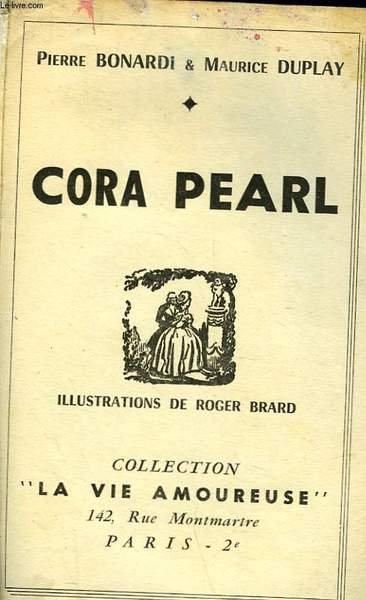 Le-livre.com
PIERRE BONARDI & MAURICE DUPLAY
CORA PEARL
ILLUSTRATIONS DE ROGER BRARD
COLLECTION
"LA VIE AMOUREUSE"
142, Rue Montmartre
PARIS - 2e